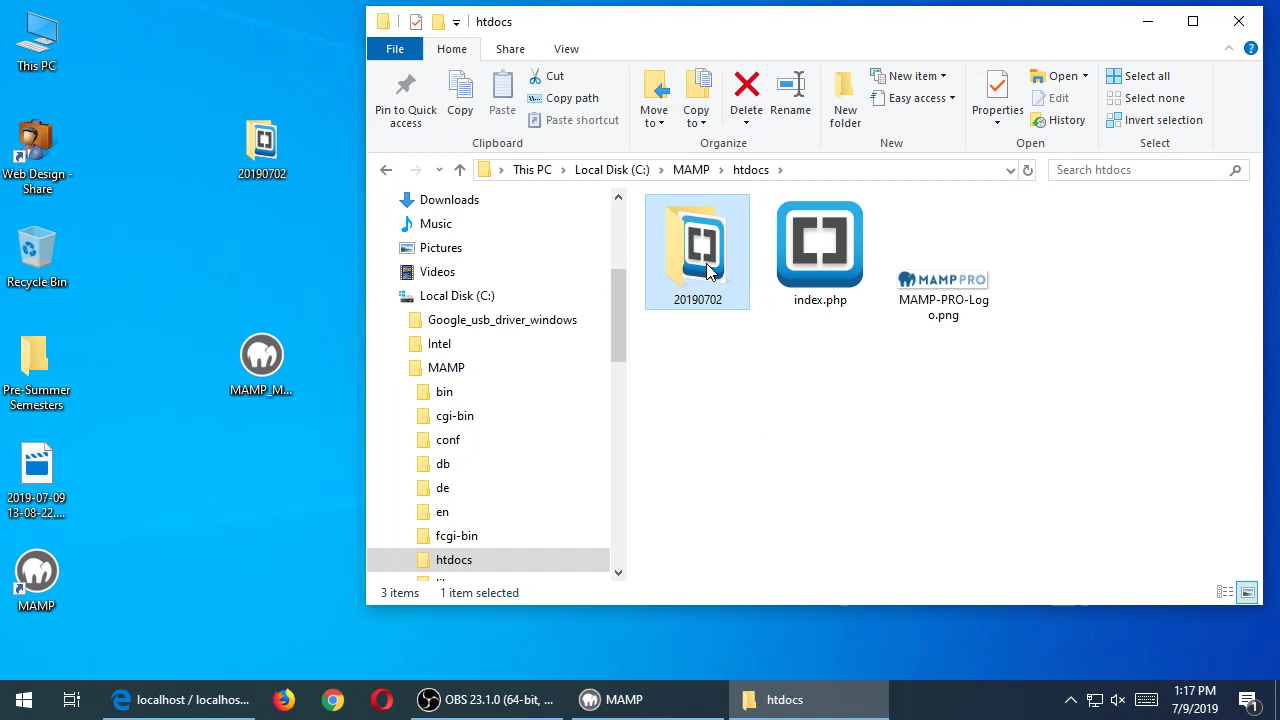 This PC
Web Design -
Share
Recycle Bin
Pre-Summer
Semesters
2019-07-09
13-08-22....
MAMP
20190702
MAMP_M...
htdocs
File
Home
Share
View
Pin to Quick
access
Copy
Paste
Cut
Copy path
Paste shortcut
Clipboard
Move
to
Copy
to
Delete
Rename
Organize
New
folder
New item
Easy access
New
Properties
Open
Edit
History
Open
Select all
Select none
Invert selection
Select
This PC > Local Disk (C:) > MAMP > htdocs >
Search htdocs
Downloads
Music
Pictures
Videos
Local Disk (C:)
Google_usb_driver_windows
Intel
MAMP
bin
cgi-bin
conf
db
de
en
fcgi-bin
htdocs
20190702
index.php
MAMP PRO
MAMP-PRO-Log
o.png
3 items
1 item selected
localhost / localhos...
OBS 23.1.0 (64-bit, ...
MAMP
htdocs
1:17 PM
7/9/2019
1